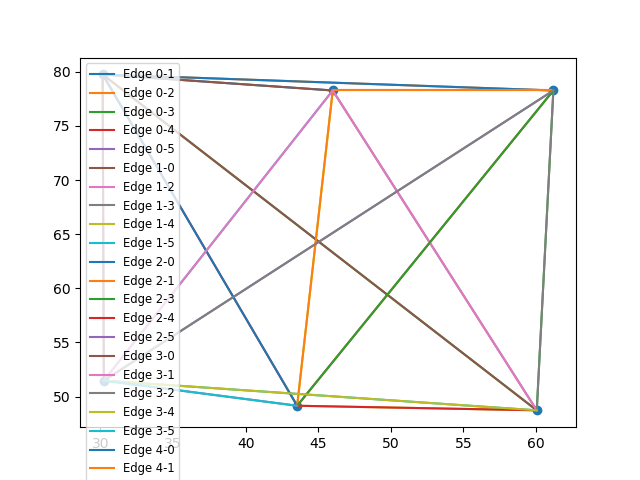 80
75
70
65
60
55
50
30
35
40
45
50
55
60
Edge 0-1
Edge 0-2
Edge 0-3
Edge 0-4
Edge 0-5
Edge 1-0
Edge 1-2
Edge 1-3
Edge 1-4
Edge 1-5
Edge 2-0
Edge 2-1
Edge 2-3
Edge 2-4
Edge 2-5
Edge 3-0
Edge 3-1
Edge 3-2
Edge 3-4
Edge 3-5
Edge 4-0
Edge 4-1